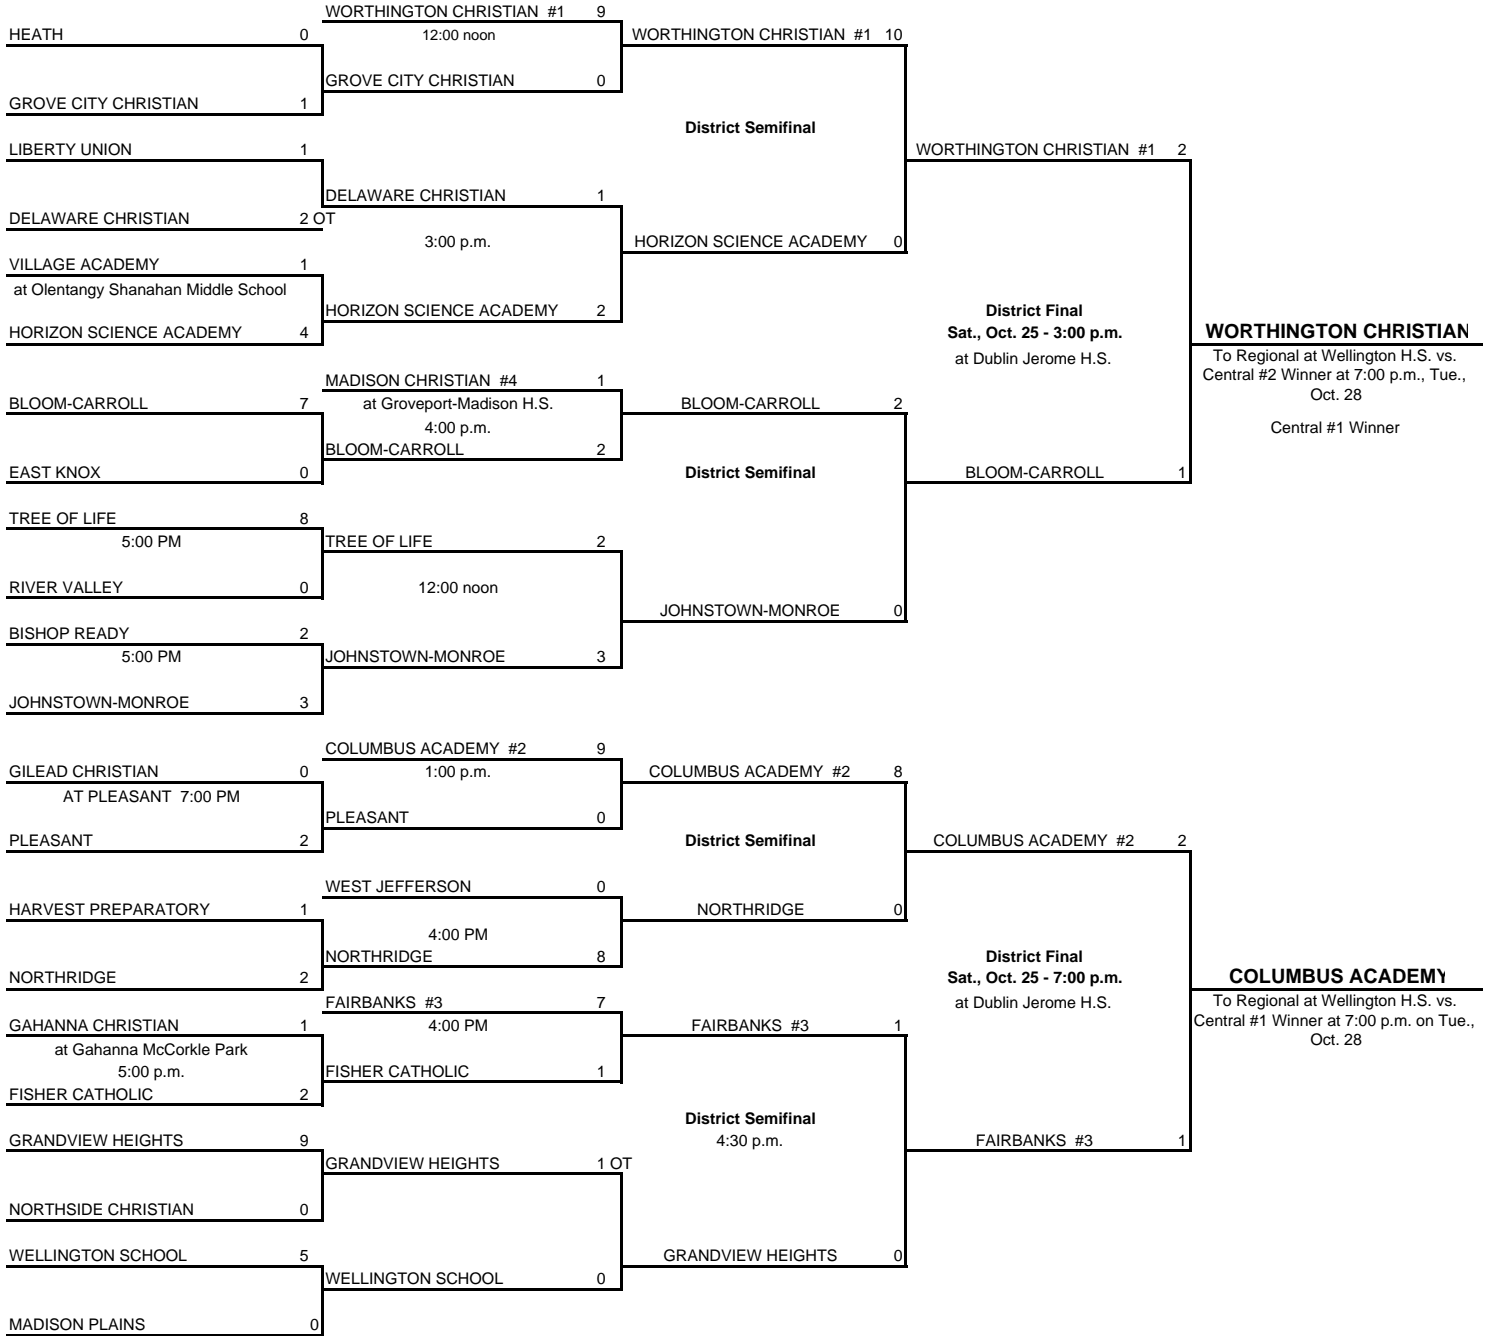 WORTHINGTON CHRISTIAN #1 9
HEATH 0
12:00 noon
WORTHINGTON CHRISTIAN #1 10
GROVE CITY CHRISTIAN 0
GROVE CITY CHRISTIAN 1
District Semifinal
LIBERTY UNION 1
WORTHINGTON CHRISTIAN #1 2
DELAWARE CHRISTIAN 1
DELAWARE CHRISTIAN 2 OT
3:00 p.m.
HORIZON SCIENCE ACADEMY 0
VILLAGE ACADEMY 1
at Olentangy Shanahan Middle School
HORIZON SCIENCE ACADEMY 2
District Final
HORIZON SCIENCE ACADEMY 4
Sat., Oct. 25 - 3:00 p.m.
WORTHINGTON CHRISTIAN
at Dublin Jerome H.S.
To Regional at Wellington H.S. vs.
Central #2 Winner at 7:00 p.m., Tue.,
Oct. 28
MADISON CHRISTIAN #4 1
BLOOM-CARROLL 7
at Groveport-Madison H.S.
BLOOM-CARROLL 2
4:00 p.m.
Central #1 Winner
BLOOM-CARROLL 2
EAST KNOX 0
District Semifinal
BLOOM-CARROLL 1
TREE OF LIFE 8
5:00 PM
TREE OF LIFE 2
RIVER VALLEY 0
12:00 noon
JOHNSTOWN-MONROE 0
BISHOP READY 2
5:00 PM
JOHNSTOWN-MONROE 3
JOHNSTOWN-MONROE 3
COLUMBUS ACADEMY #2 9
GILEAD CHRISTIAN 0
1:00 p.m.
COLUMBUS ACADEMY #2 8
AT PLEASANT 7:00 PM
PLEASANT 0
PLEASANT 2
District Semifinal
COLUMBUS ACADEMY #2 2
WEST JEFFERSON 0
HARVEST PREPARATORY 1
NORTHRIDGE 0
4:00 PM
NORTHRIDGE 8
District Final
NORTHRIDGE 2
Sat., Oct. 25 - 7:00 p.m.
COLUMBUS ACADEMY
FAIRBANKS #3 7
at Dublin Jerome H.S.
To Regional at Wellington H.S. vs.
Central #1 Winner at 7:00 p.m. on Tue.,
Oct. 28
GAHANNA CHRISTIAN 1
4:00 PM
FAIRBANKS #3 1
at Gahanna McCorkle Park
5:00 p.m.
FISHER CATHOLIC 1
FISHER CATHOLIC 2
District Semifinal
4:30 p.m.
GRANDVIEW HEIGHTS 9
FAIRBANKS #3 1
GRANDVIEW HEIGHTS 1 OT
NORTHSIDE CHRISTIAN 0
WELLINGTON SCHOOL 5
GRANDVIEW HEIGHTS 0
WELLINGTON SCHOOL 0
MADISON PLAINS 0